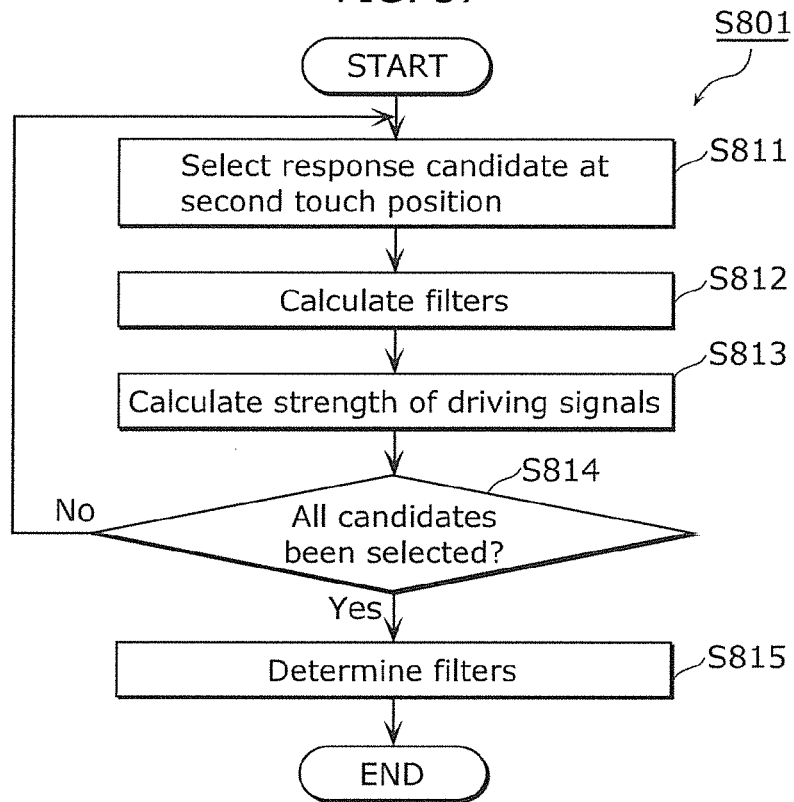 S801
START
Select response candidate at
second touch position
S811
Calculate filters
S812
Calculate strength of driving signals
S813
S814
All candidates
been selected?
No
Yes
Determine filters
S815
END